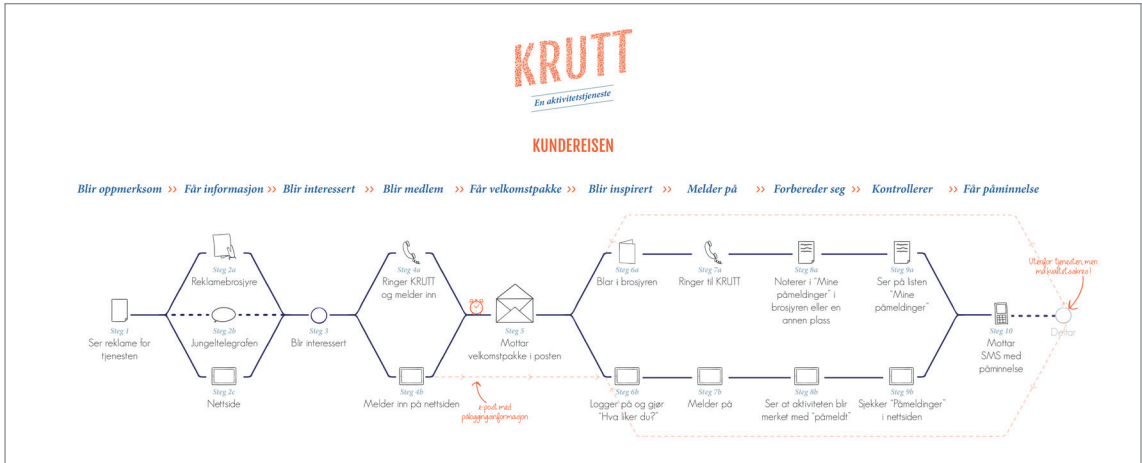 KRUTT
En aktivitetstjeneste
KUNDEREISEN
Blir oppmerksom >> Får informasjon >> Blir interessert >> Blir medlem >> Får velkomstpakke >> Blir inspirert >> Melder på >> Forbereder seg >> Kontrollerer >> Får påminnelse
Steg 1
Ser reklame for
tjenesten
Steg 2a
Reklamebrosjyre
Steg 2b
Jungeltelegrafen
Steg 2c
Nettside
Steg 3
Blir interessert
Steg 4a
Ringer KRUTT
og melder inn
Steg 4b
Melder inn på nettsiden
e-post med
påloggingsinformasjon
Steg 5
Mottar
velkomstpakke i posten
Steg 6a
Blar i brosjyren
Steg 7a
Ringer til KRUTT
Steg 8a
Noterer i "Mine
påmeldinger" i
brosjyren eller en
annen plass
Steg 9a
Ser på listen
"Mine
påmeldinger"
Steg 6b
Logger på og gjør
"Hva liker du?"
Steg 7b
Melder på
Steg 8b
Ser at aktiviteten blir
merket med "påmeldt"
Steg 9b
Sjekker "Påmeldinger"
i nettsiden
Steg 10
Mottar
SMS med
påminnelse
Utenfor tjenesten, men
må kvalitetssikres!
Deltar